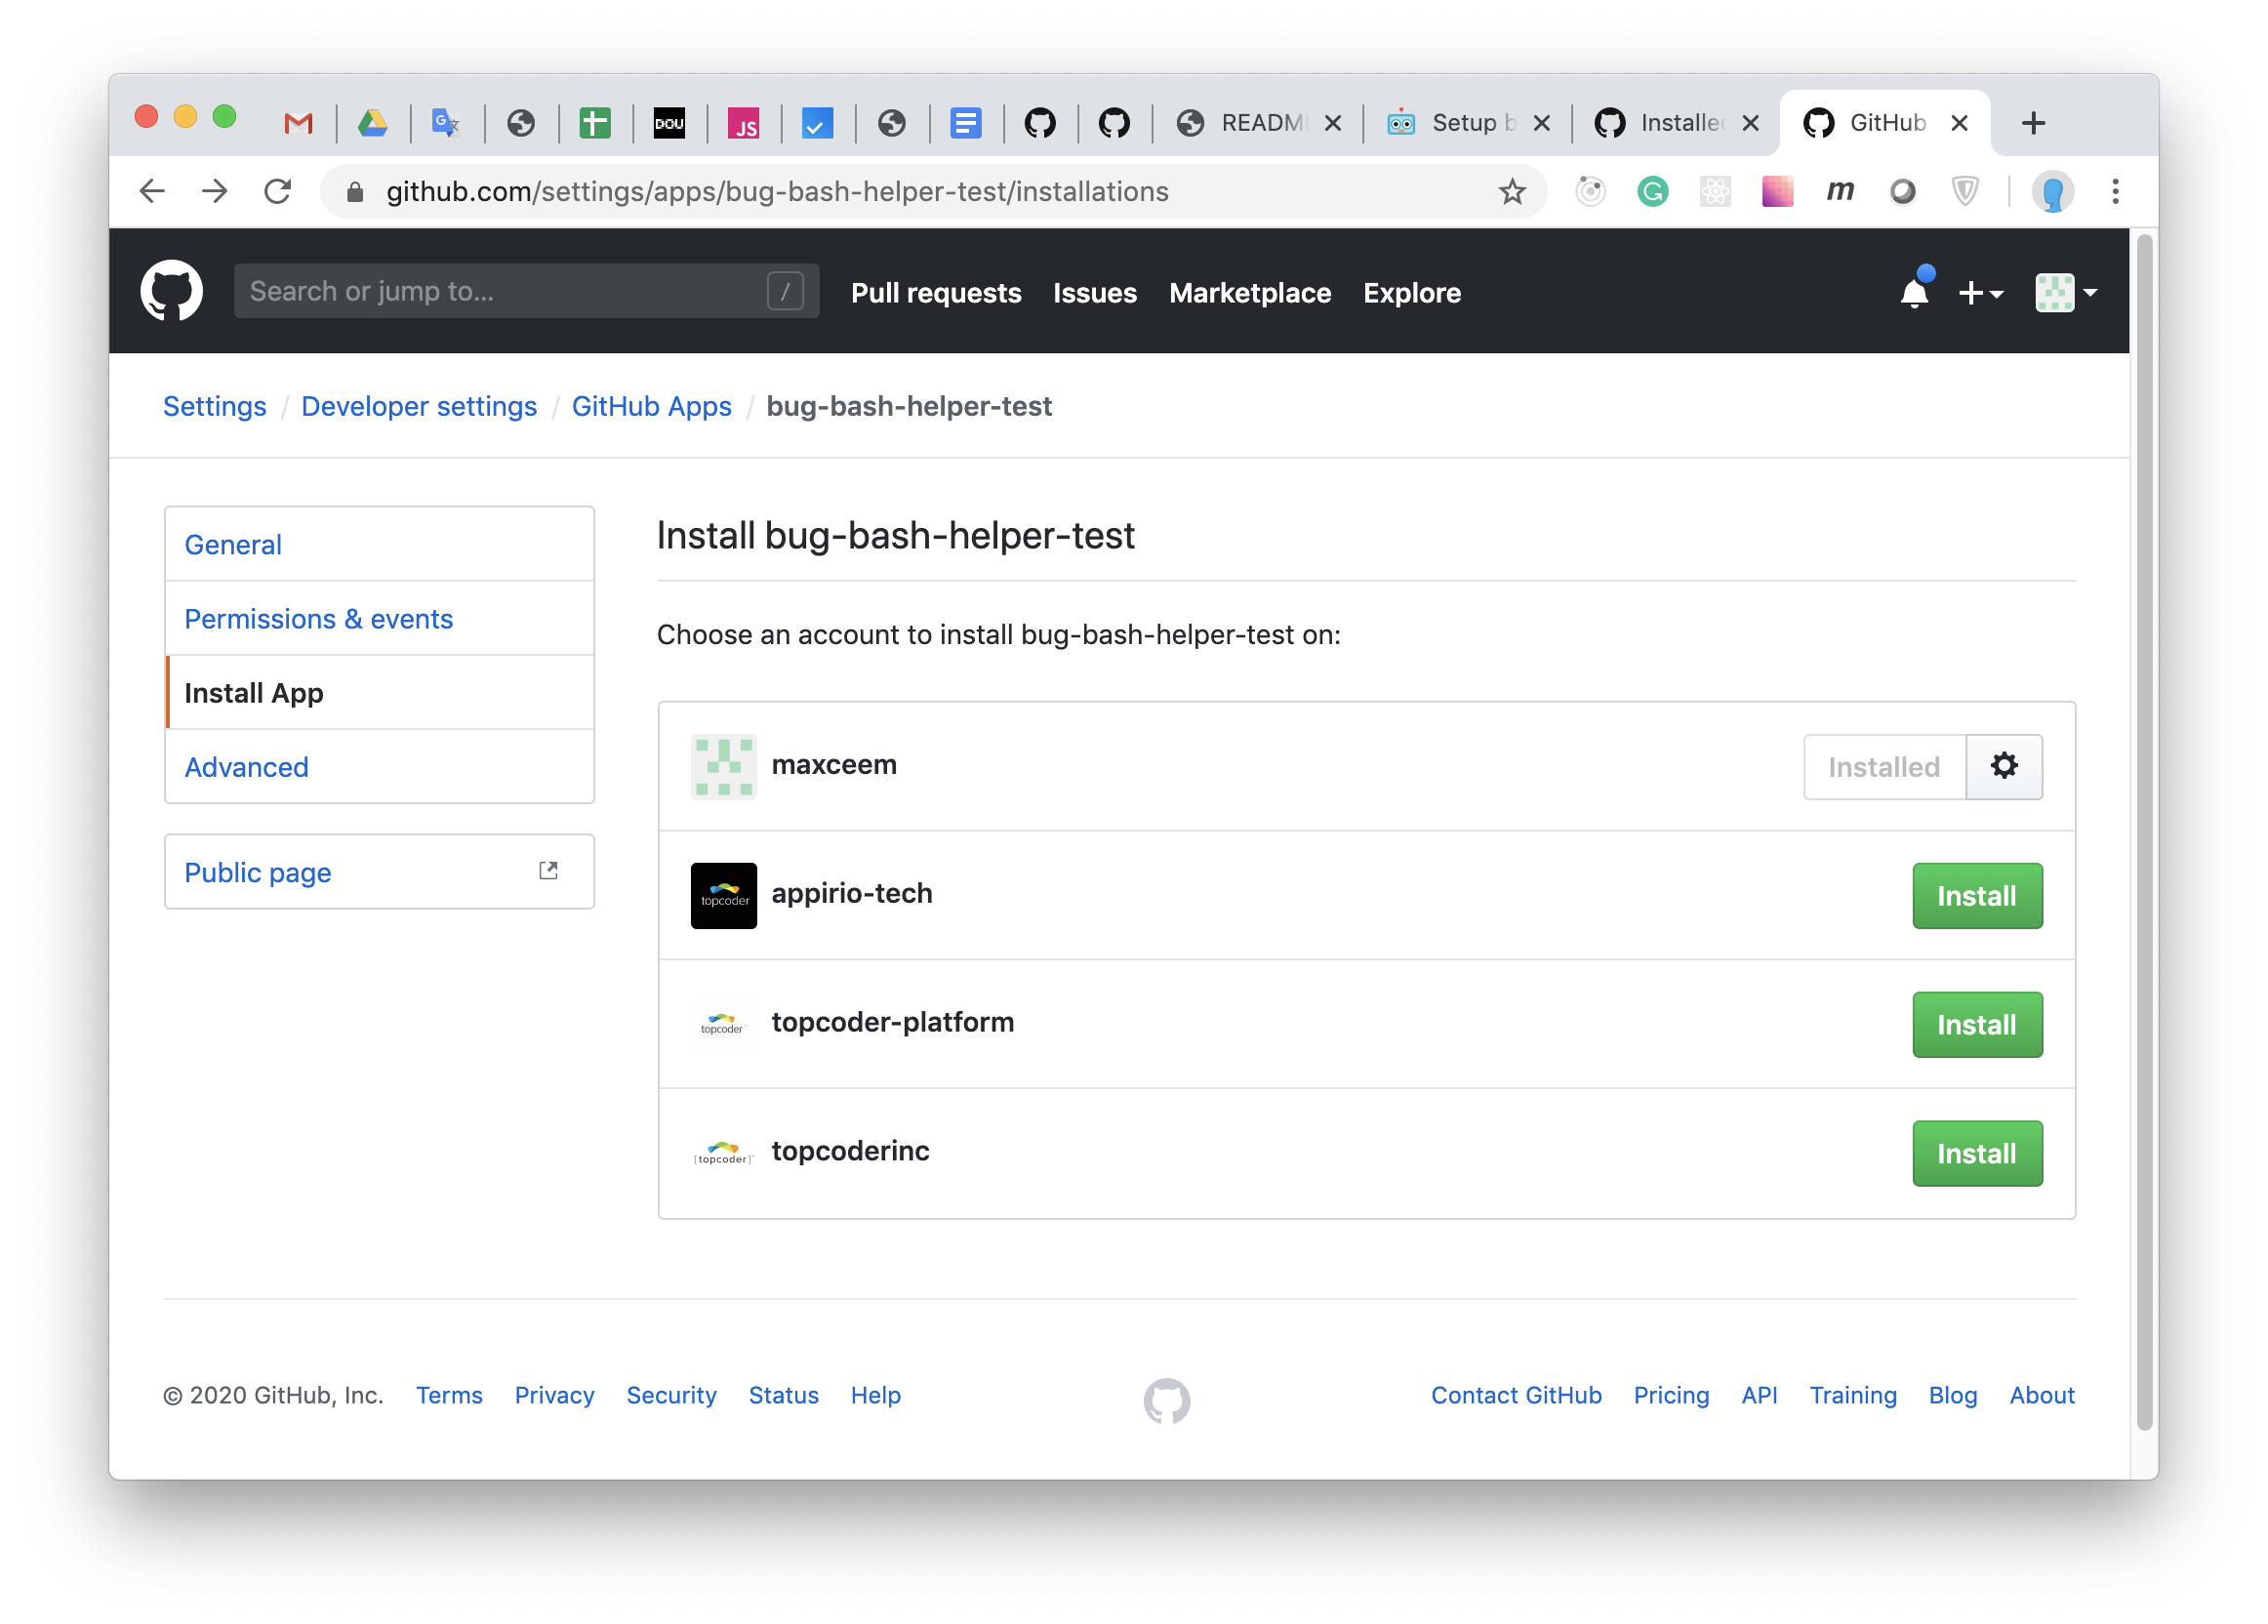 DOU
JS
READM
Setup b
Installe
GitHub
github.com/settings/apps/bug-bash-helper-test/installations
Search or jump to...
/
Pull requests
Issues
Marketplace
Explore
Settings / Developer settings / GitHub Apps / bug-bash-helper-test
General
Permissions & events
Install App
Advanced
Public page
Install bug-bash-helper-test
Choose an account to install bug-bash-helper-test on:
maxceem
Installed
topcoder
appirio-tech
Install
topcoder
topcoder-platform
Install
[topcoder]
topcoderinc
Install
© 2020 GitHub, Inc.
Terms
Privacy
Security
Status
Help
Contact GitHub
Pricing
API
Training
Blog
About